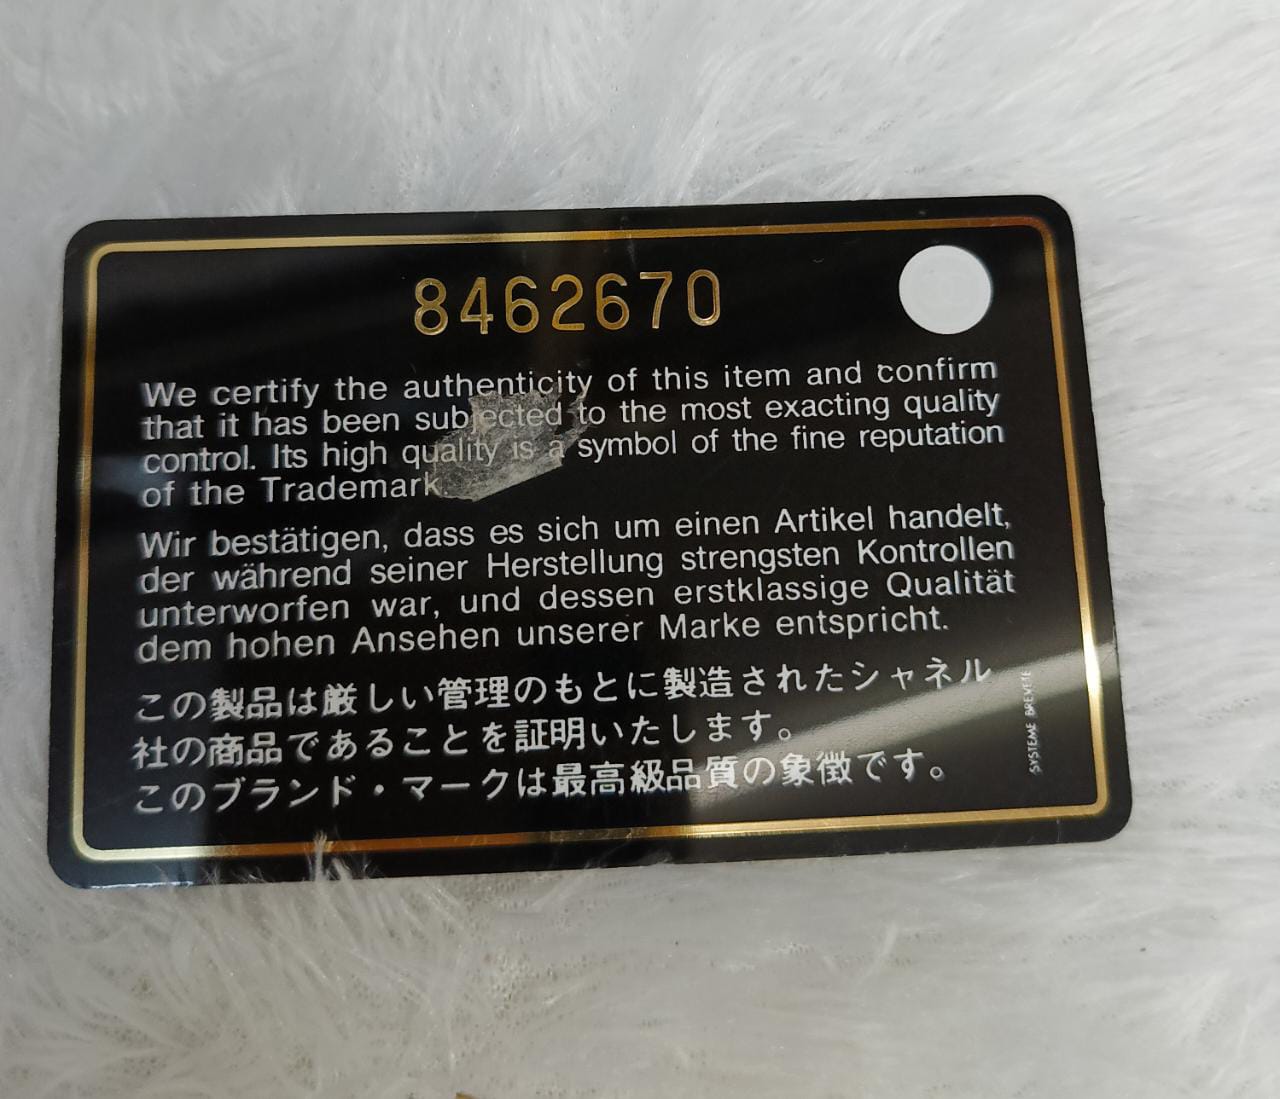 8462670
We certify the authenticity of this item and confirm
that it has been subjected to the most exacting quality
control. Its high quality is a symbol of the fine reputation
of the Trademark
Wir bestätigen, dass es sich um einen Artikel handelt,
der während seiner Herstellung strengsten Kontrollen
unterworfen war, und dessen erstklassige Qualität
dem hohen Ansehen unserer Marke entspricht.
この製品は厳しい管理のもとに製造されたシャネル
社の商品であることを証明いたします。
このブランド・マークは最高級品質の象徴です。
SYSTEME BREVETE